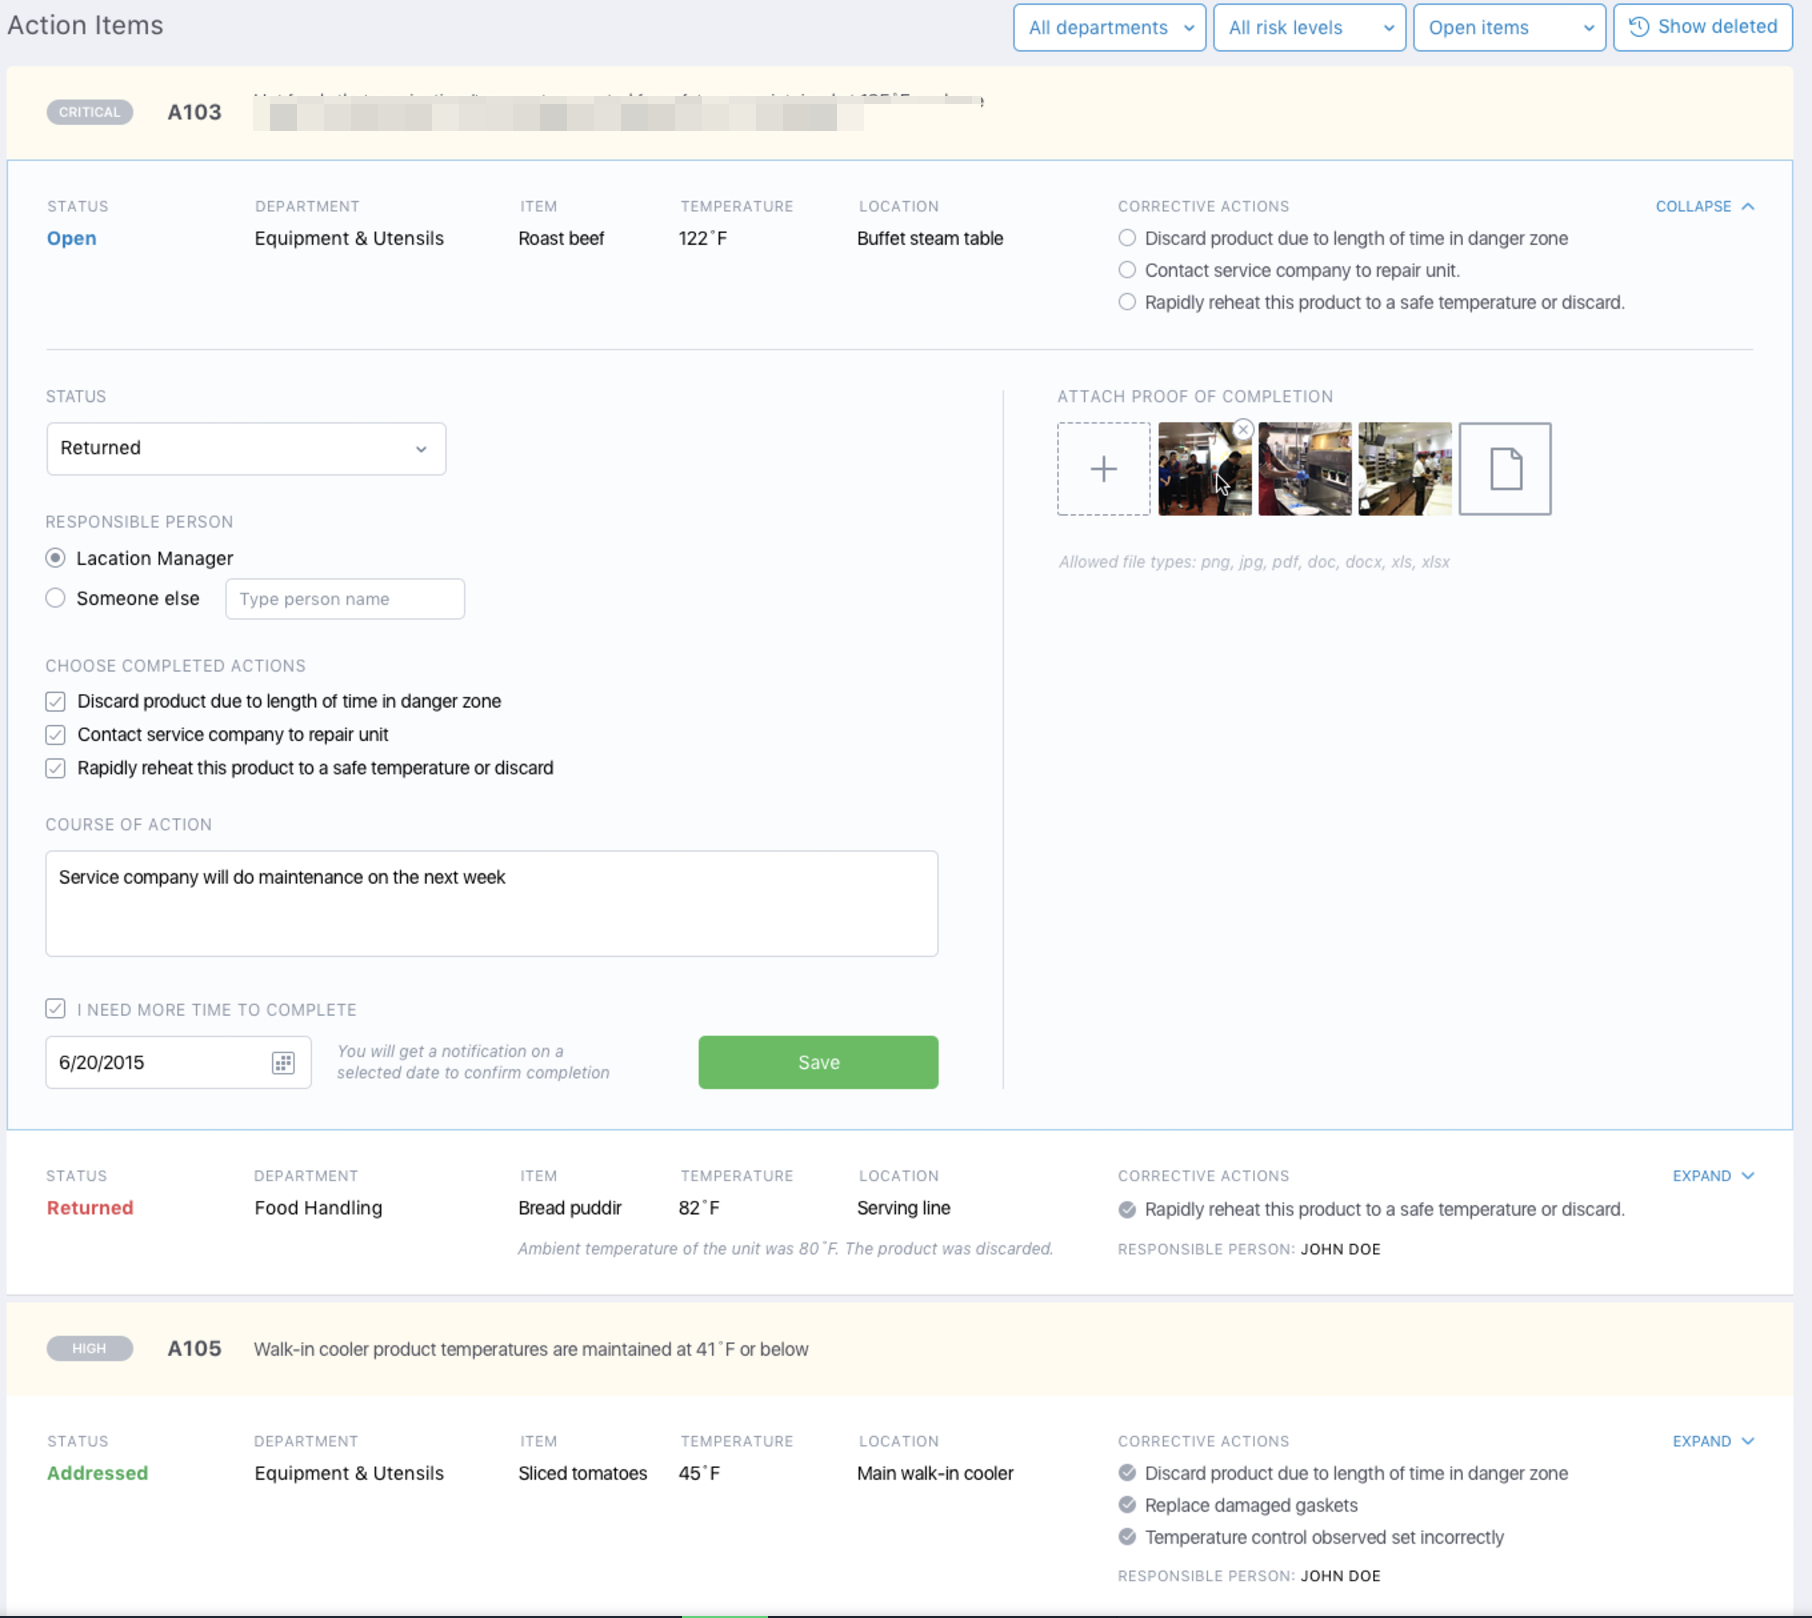 Action Items
All departments
All risk levels
Open items
Show deleted
CRITICAL
A103
STATUS
DEPARTMENT
ITEM
TEMPERATURE
LOCATION
CORRECTIVE ACTIONS
COLLAPSE
Open
Equipment & Utensils
Roast beef
122°F
Buffet steam table
Discard product due to length of time in danger zone
Contact service company to repair unit.
Rapidly reheat this product to a safe temperature or discard.
STATUS
Returned
RESPONSIBLE PERSON
Lacation Manager
Someone else
Type person name
CHOOSE COMPLETED ACTIONS
Discard product due to length of time in danger zone
Contact service company to repair unit
Rapidly reheat this product to a safe temperature or discard
COURSE OF ACTION
Service company will do maintenance on the next week
I NEED MORE TIME TO COMPLETE
6/20/2015
You will get a notification on a
selected date to confirm completion
Save
ATTACH PROOF OF COMPLETION
Allowed file types: png, jpg, pdf, doc, docx, xls, xlsx
STATUS
DEPARTMENT
ITEM
TEMPERATURE
LOCATION
CORRECTIVE ACTIONS
EXPAND
Returned
Food Handling
Bread puddir
82°F
Serving line
Rapidly reheat this product to a safe temperature or discard.
Ambient temperature of the unit was 80°F. The product was discarded.
RESPONSIBLE PERSON: JOHN DOE
HIGH
A105
Walk-in cooler product temperatures are maintained at 41°F or below
STATUS
DEPARTMENT
ITEM
TEMPERATURE
LOCATION
CORRECTIVE ACTIONS
EXPAND
Addressed
Equipment & Utensils
Sliced tomatoes
45°F
Main walk-in cooler
Discard product due to length of time in danger zone
Replace damaged gaskets
Temperature control observed set incorrectly
RESPONSIBLE PERSON: JOHN DOE